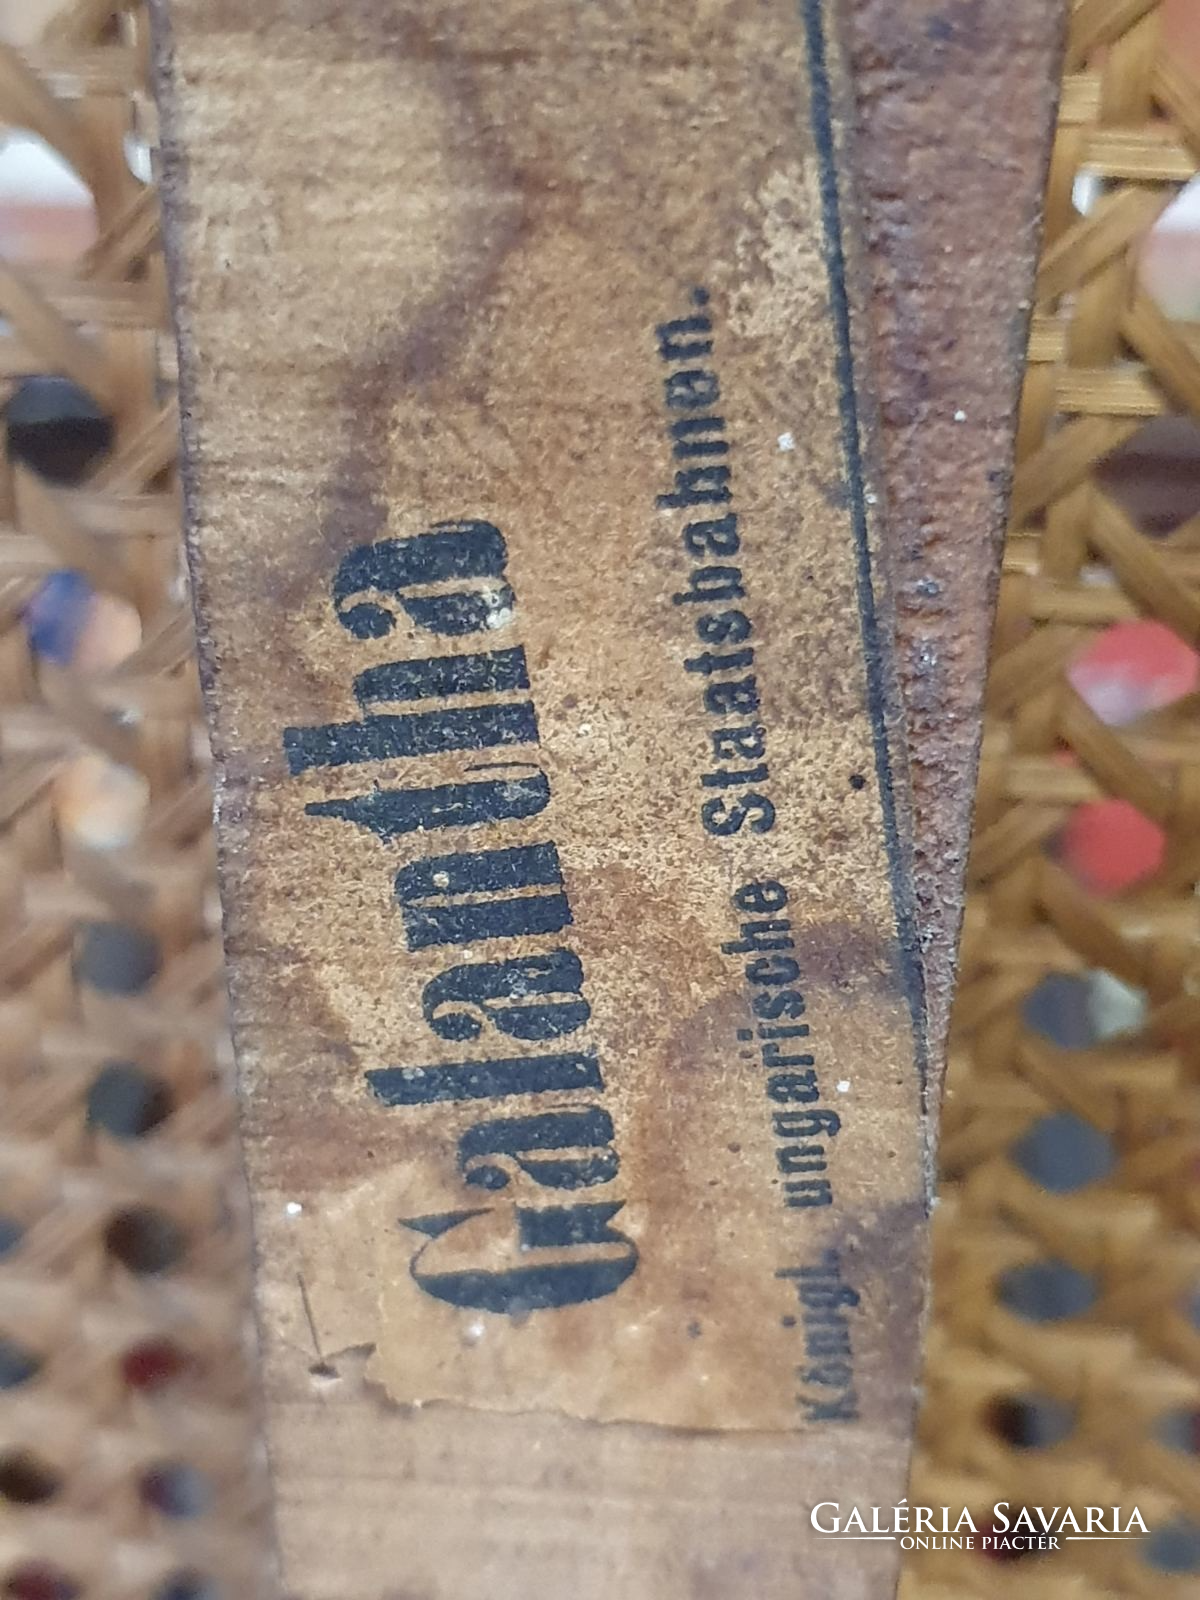 Galantha
Königl. ungarische Staatsbahnen.
GALÉRIA SAVARIA
ONLINE PIACTÉR